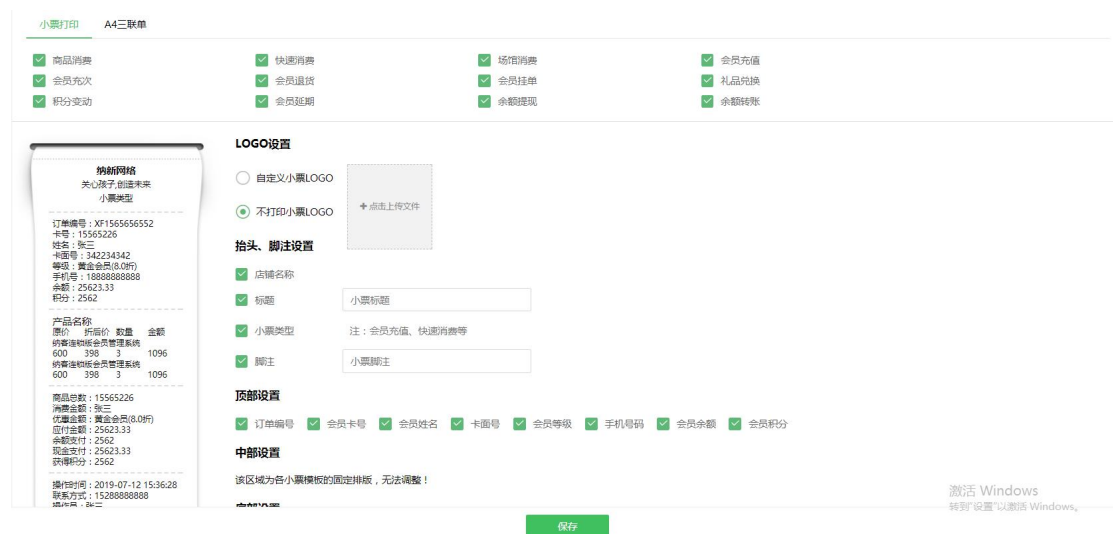 小票打印 A4三联单
商品消费 快速消费 场馆消费 会员充值
会员充次 会员退货 会员挂单 礼品兑换
积分变动 会员延期 余额提现 余额转账
纳新网络
关心孩子,创造未来
小票类型
订单编号：XF1565656552
卡号：15565226
姓名：张三
卡面号：342234342
等级：黄金会员(8.0折)
手机号：18888888888
余额：25623.33
积分：2562
产品名称
原价 折后价 数量 金额
纳客连锁版会员管理系统
600 398 3 1096
纳客连锁版会员管理系统
600 398 3 1096
商品总数：15565226
消费金额：张三
优惠金额：黄金会员(8.0折)
应付金额：25623.33
余额支付：2562
现金支付：25623.33
获得积分：2562
操作时间：2019-07-12 15:36:28
联系方式：15288888888
操作员：张三
LOGO设置
自定义小票LOGO
不打印小票LOGO
+ 点击上传文件
抬头、脚注设置
店铺名称
标题 小票标题
小票类型 注：会员充值、快速消费等
脚注 小票脚注
顶部设置
订单编号 会员卡号 会员姓名 卡面号 会员等级 手机号码 会员余额 会员积分
中部设置
该区域为各小票模板的固定排版，无法调整！
底部设置
激活 Windows
转到"设置"以激活 Windows。
保存